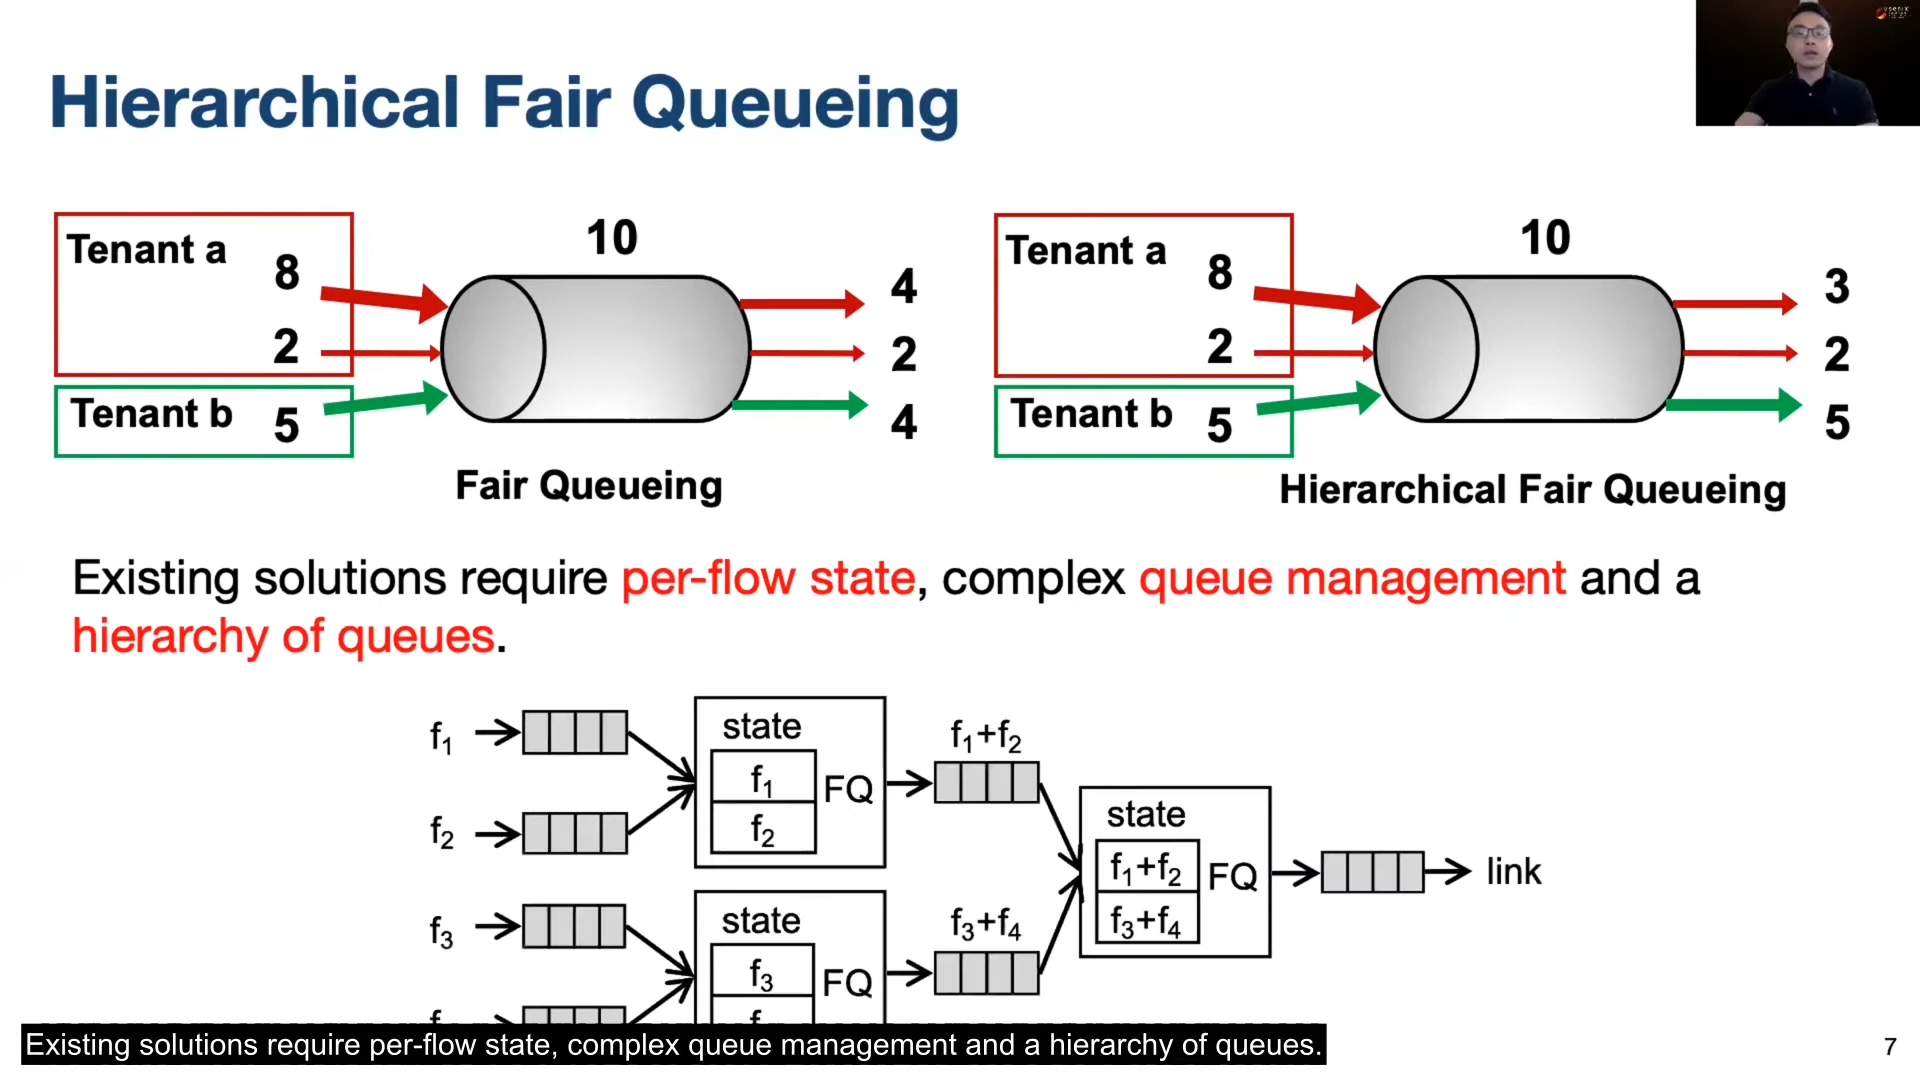 Hierarchical Fair Queueing
usenix
Tenant a
8
2
Tenant b
5
10
4
2
4
Fair Queueing
Tenant a
8
2
Tenant b
5
10
3
2
5
Hierarchical Fair Queueing
Existing solutions require per-flow state, complex queue management and a
hierarchy of queues.
f1
f2
state
f1
f2
FQ
f1+f2
f3
state
f3
FQ
f3+f4
state
f1+f2
f3+f4
FQ
link
Existing solutions require per-flow state, complex queue management and a hierarchy of queues.
7